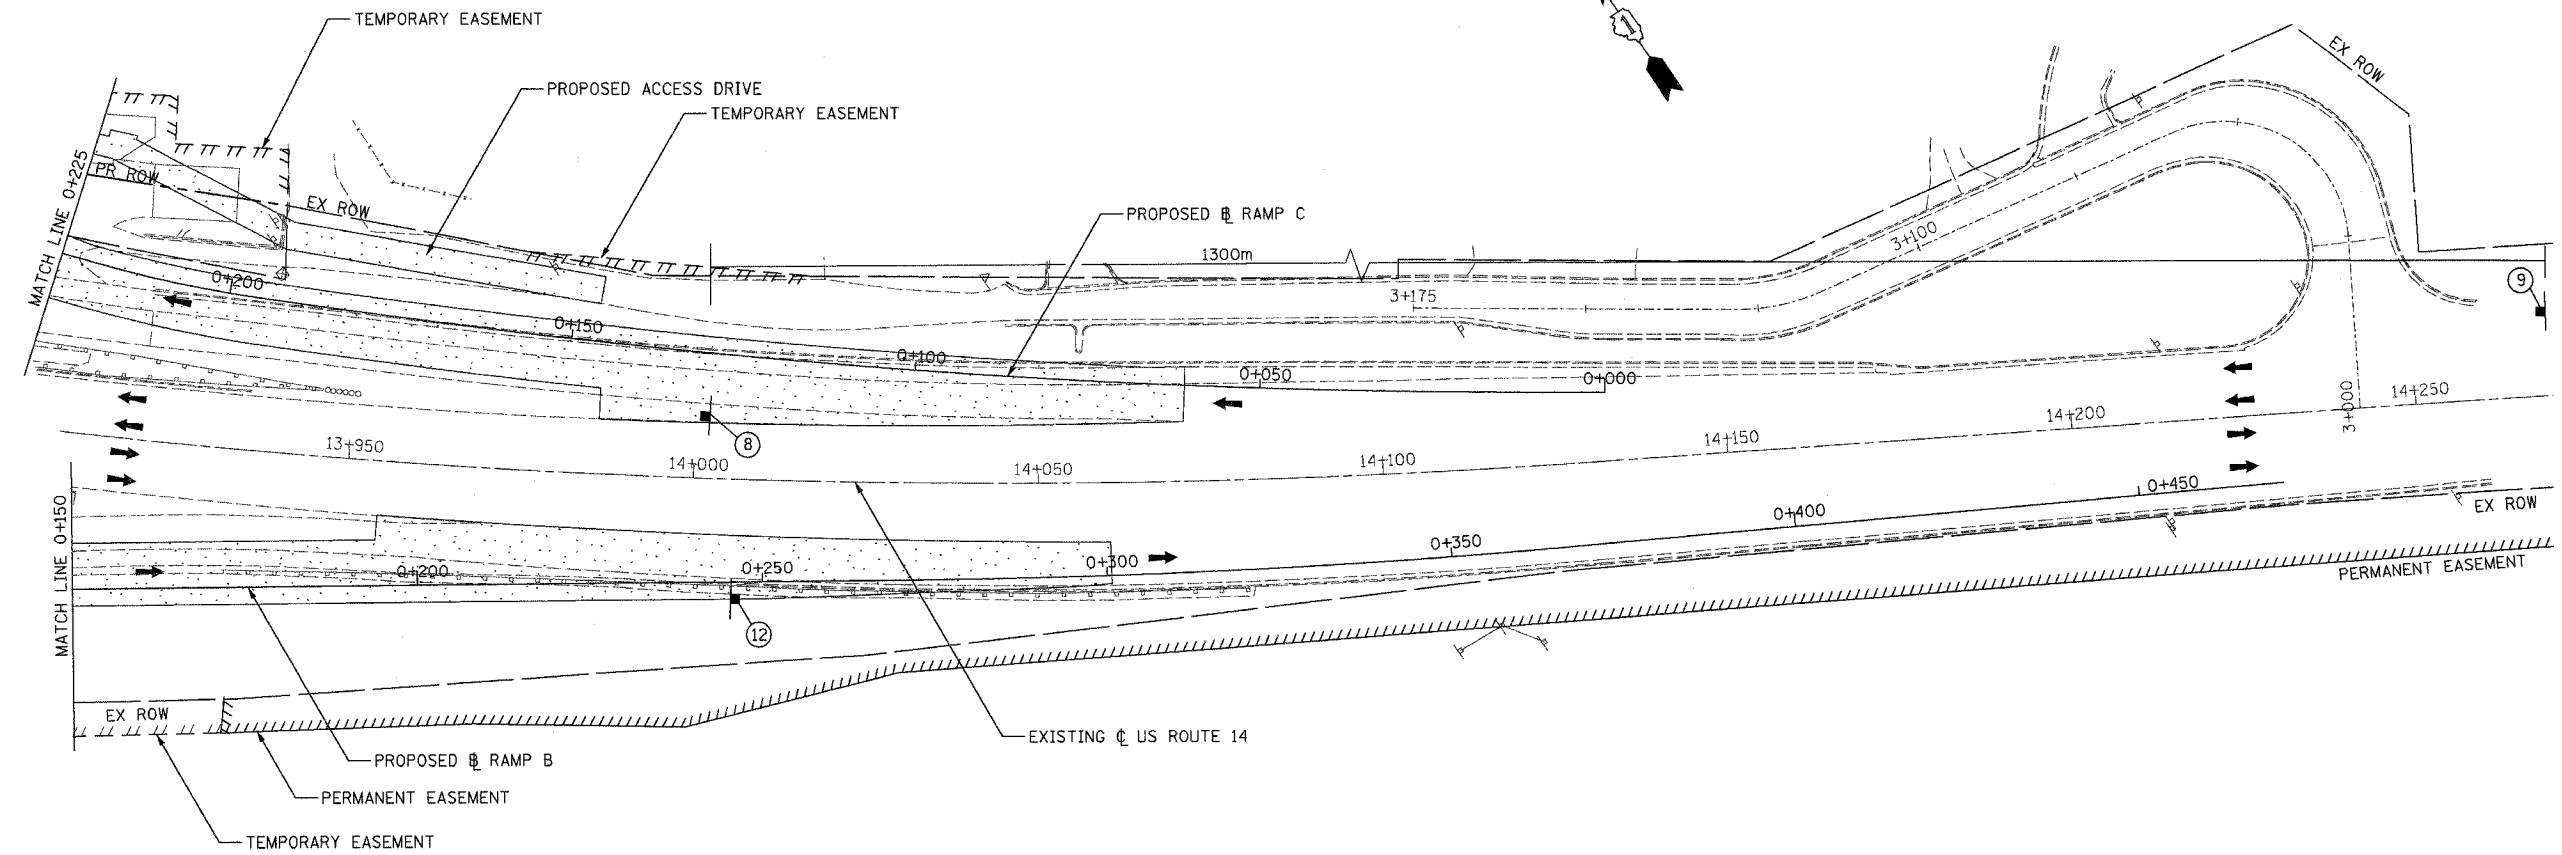 TEMPORARY EASEMENT
1
EX ROW
PROPOSED ACCESS DRIVE
TEMPORARY EASEMENT
MATCH LINE 0+225
PR ROW
EX ROW
PROPOSED ⅊ RAMP C
1300m
3+100
9
0+200
3+175
0+150
0+100
0+050
0+000
3+000
14+250
14+200
14+150
8
13+950
14+000
14+050
14+100
0+450
EX ROW
MATCH LINE 0+150
0+400
0+350
0+300
0+250
0+200
PERMANENT EASEMENT
12
EX ROW
EXISTING ℄ US ROUTE 14
PROPOSED ⅊ RAMP B
PERMANENT EASEMENT
TEMPORARY EASEMENT